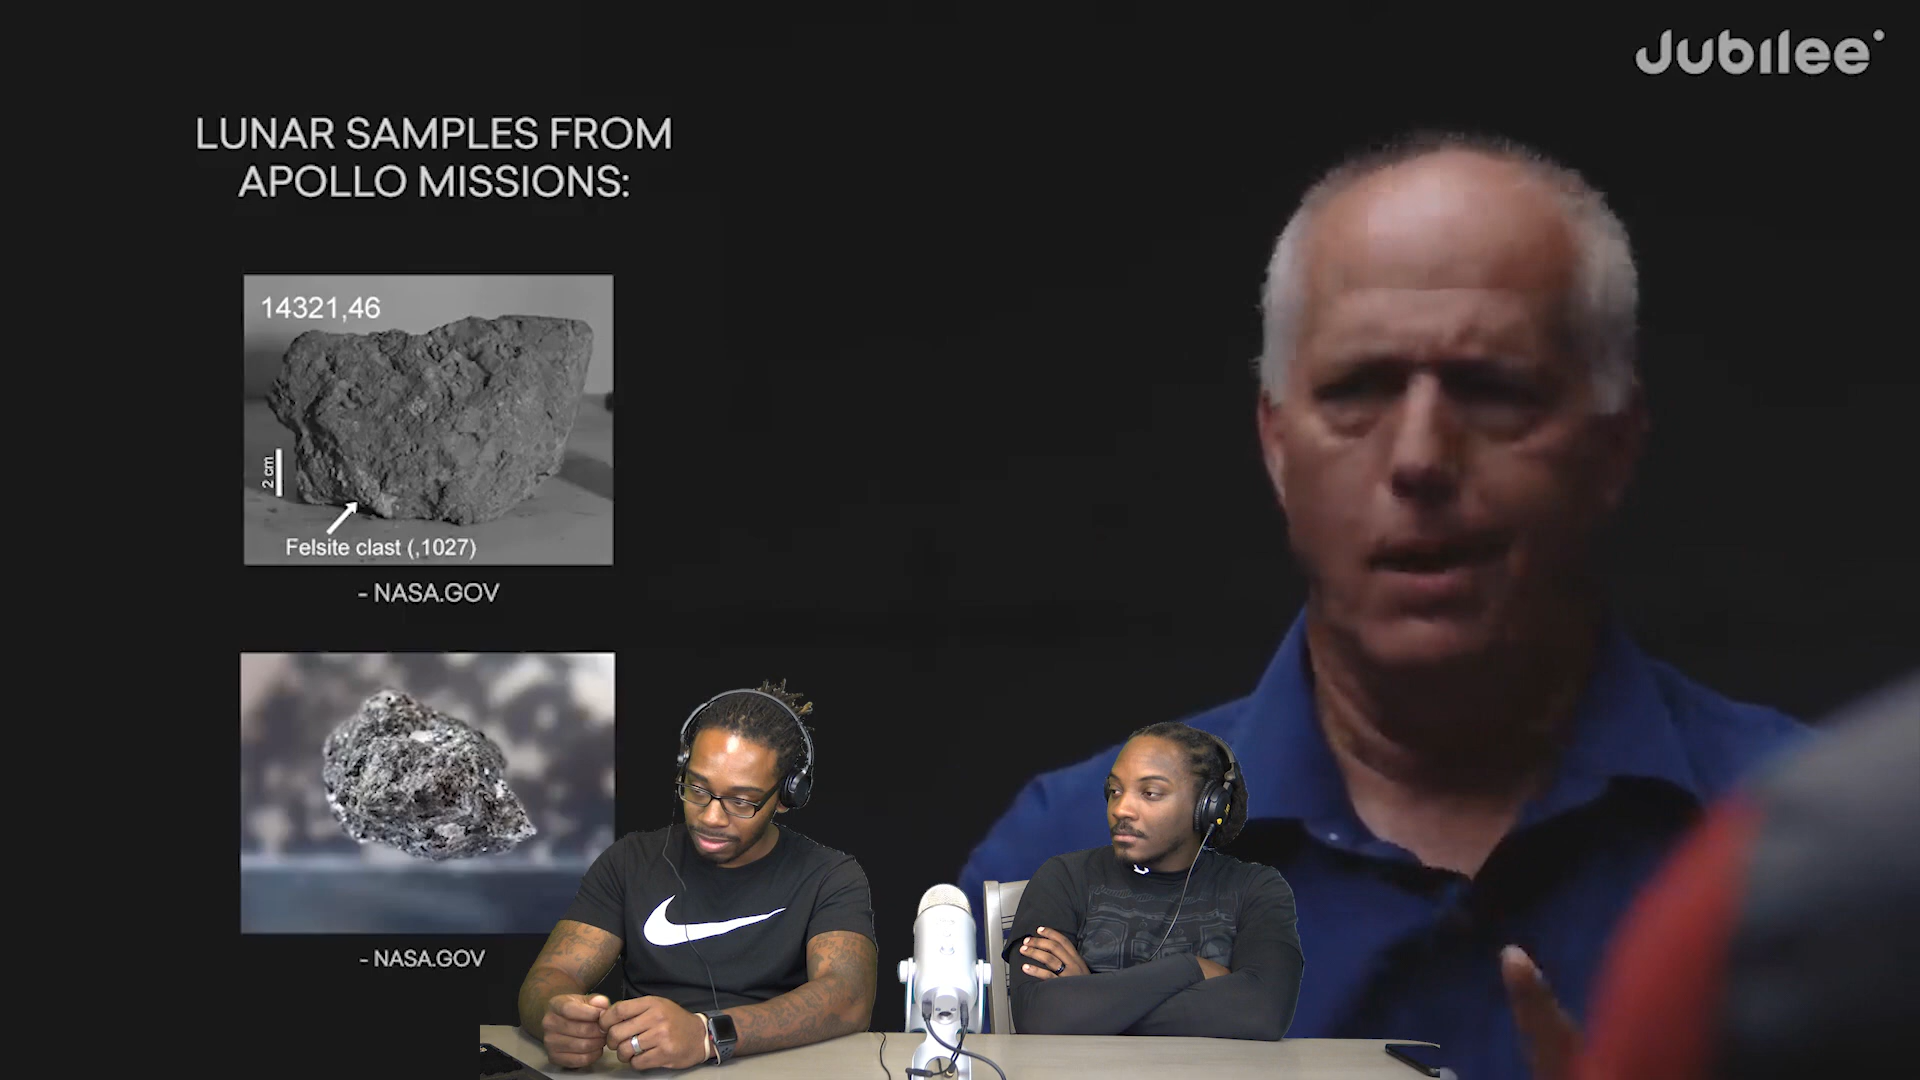 Jubilee
LUNAR SAMPLES FROM
APOLLO MISSIONS:
14321,46
2 cm
Felsite clast (,1027)
- NASA.GOV
- NASA.GOV